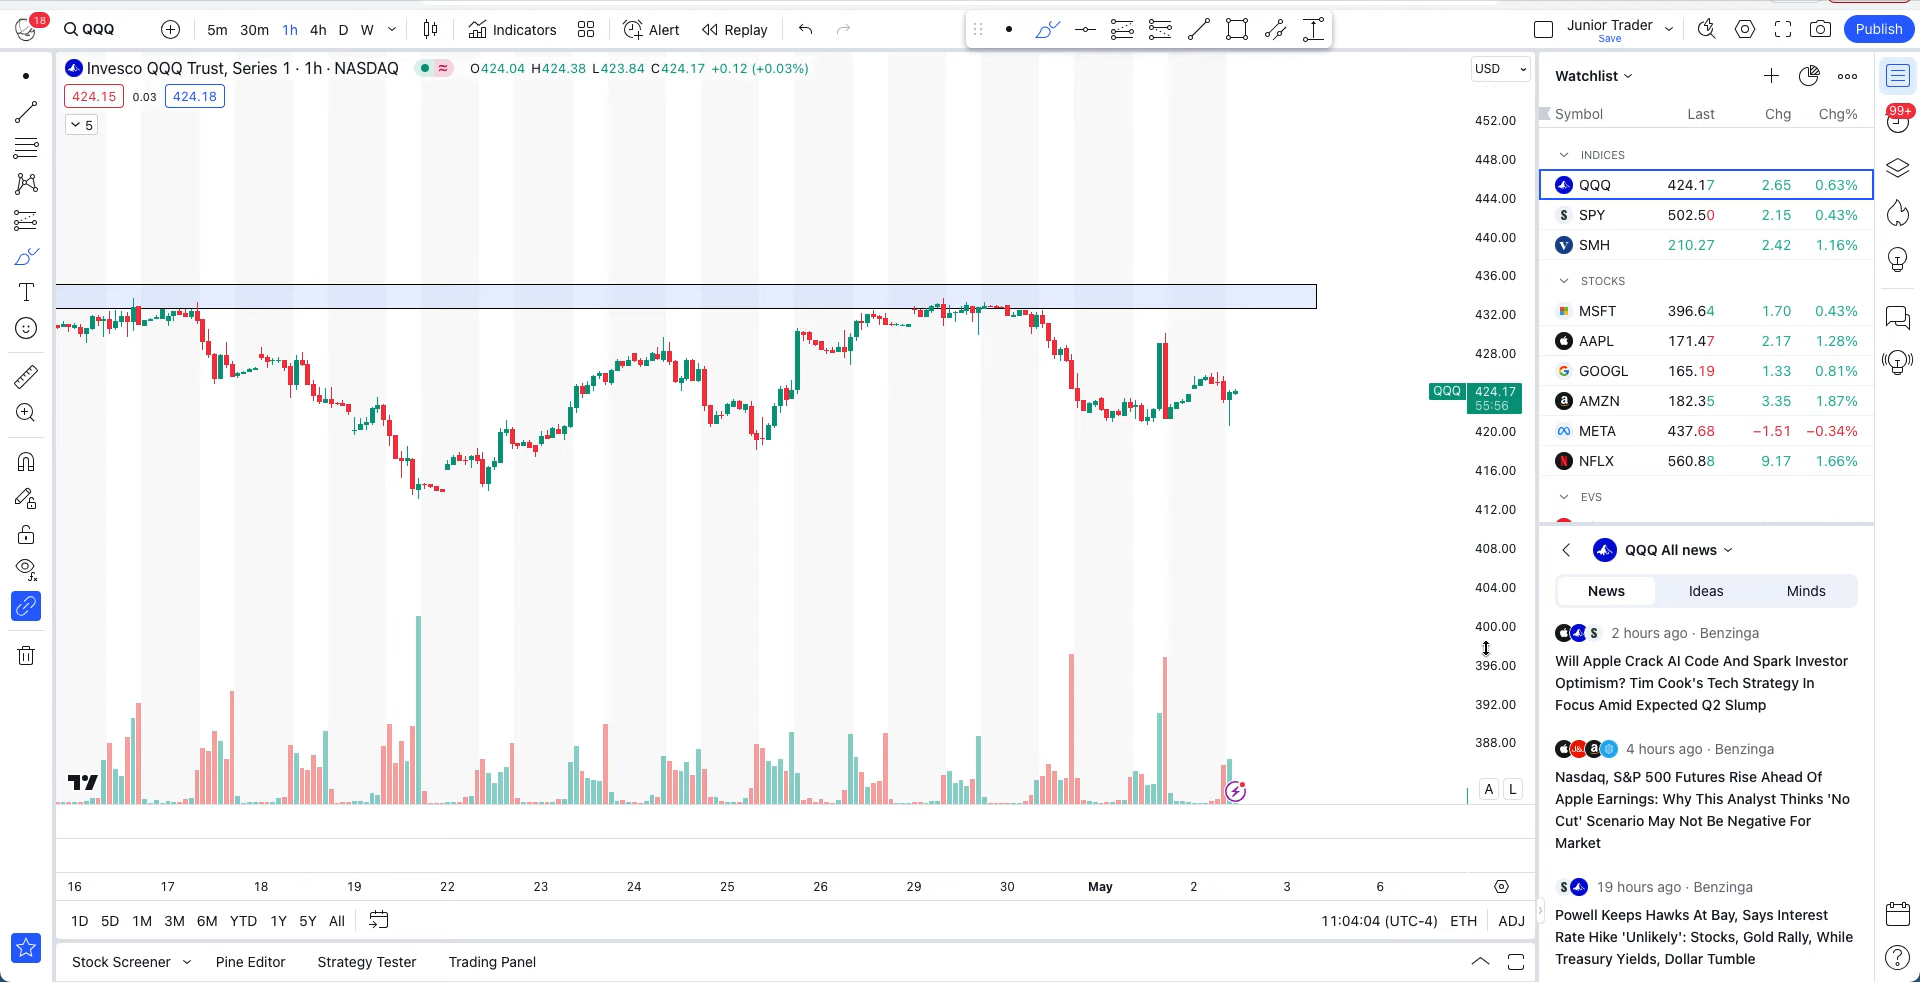 18
QQQ
5m 30m 1h 4h D W
Indicators
Alert
Replay
Junior Trader
Save
Publish
Invesco QQQ Trust, Series 1 · 1h · NASDAQ
O424.04 H424.38 L423.84 C424.17 +0.12 (+0.03%)
424.15 0.03 424.18
5
USD
452.00
448.00
444.00
440.00
436.00
432.00
428.00
QQQ 424.17
55:56
420.00
416.00
412.00
408.00
404.00
400.00
396.00
392.00
388.00
A L
16 17 18 19 22 23 24 25 26 29 30 May 2 3 6
1D 5D 1M 3M 6M YTD 1Y 5Y All
11:04:04 (UTC-4) ETH ADJ
Stock Screener Pine Editor Strategy Tester Trading Panel
Watchlist
Symbol Last Chg Chg%
INDICES
QQQ 424.17 2.65 0.63%
SPY 502.50 2.15 0.43%
SMH 210.27 2.42 1.16%
STOCKS
MSFT 396.64 1.70 0.43%
AAPL 171.47 2.17 1.28%
GOOGL 165.19 1.33 0.81%
AMZN 182.35 3.35 1.87%
META 437.68 −1.51 −0.34%
NFLX 560.88 9.17 1.66%
EVS
QQQ All news
News Ideas Minds
2 hours ago · Benzinga
Will Apple Crack AI Code And Spark Investor
Optimism? Tim Cook's Tech Strategy In
Focus Amid Expected Q2 Slump
4 hours ago · Benzinga
Nasdaq, S&P 500 Futures Rise Ahead Of
Apple Earnings: Why This Analyst Thinks 'No
Cut' Scenario May Not Be Negative For
Market
19 hours ago · Benzinga
Powell Keeps Hawks At Bay, Says Interest
Rate Hike 'Unlikely': Stocks, Gold Rally, While
Treasury Yields, Dollar Tumble
99+